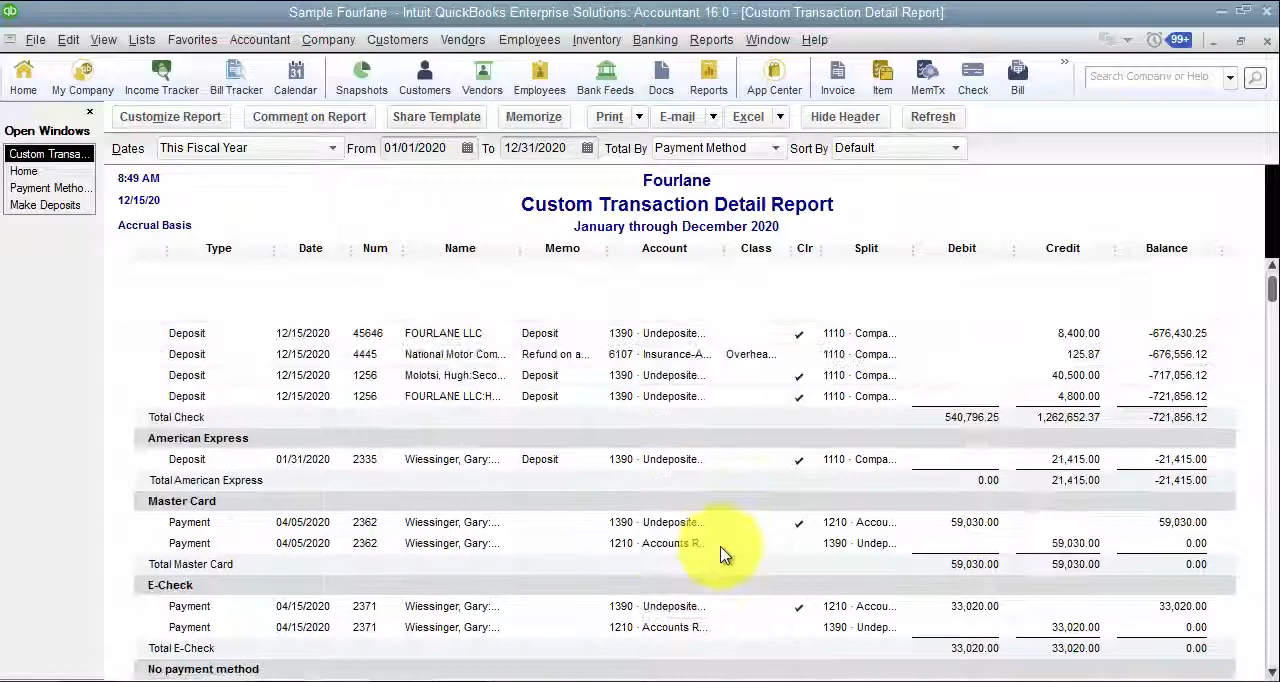 Sample Fourlane - Intuit QuickBooks Enterprise Solutions: Accountant 16.0 - [Custom Transaction Detail Report]
File Edit View Lists Favorites Accountant Company Customers Vendors Employees Inventory Banking Reports Window Help 99+
Home My Company Income Tracker Bill Tracker Calendar Snapshots Customers Vendors Employees Bank Feeds Docs Reports App Center Invoice Item MemTx Check Bill Search Company or Help
Open Windows
Custom Transa...
Home
Payment Metho...
Make Deposits
Customize Report Comment on Report Share Template Memorize Print E-mail Excel Hide Header Refresh
Dates This Fiscal Year From 01/01/2020 To 12/31/2020 Total By Payment Method Sort By Default
8:49 AM Fourlane
12/15/20 Custom Transaction Detail Report
Accrual Basis January through December 2020
Type Date Num Name Memo Account Class Clr Split Debit Credit Balance
Deposit 12/15/2020 45646 FOURLANE LLC Deposit 1390 · Undeposite... ✓ 1110 · Compa... 8,400.00 -676,430.25
Deposit 12/15/2020 4445 National Motor Com... Refund on a... 6107 · Insurance-A... Overhea... 1110 · Compa... 125.87 -676,556.12
Deposit 12/15/2020 1256 Molotsi, Hugh:Seco... Deposit 1390 · Undeposite... ✓ 1110 · Compa... 40,500.00 -717,056.12
Deposit 12/15/2020 1256 FOURLANE LLC:H... Deposit 1390 · Undeposite... ✓ 1110 · Compa... 4,800.00 -721,856.12
Total Check 540,796.25 1,262,652.37 -721,856.12
American Express
Deposit 01/31/2020 2335 Wiessinger, Gary:... Deposit 1390 · Undeposite... ✓ 1110 · Compa... 21,415.00 -21,415.00
Total American Express 0.00 21,415.00 -21,415.00
Master Card
Payment 04/05/2020 2362 Wiessinger, Gary:... 1390 · Undeposite... ✓ 1210 · Accou... 59,030.00 59,030.00
Payment 04/05/2020 2362 Wiessinger, Gary:... 1210 · Accounts R... 1390 · Undep... 59,030.00 0.00
Total Master Card 59,030.00 59,030.00 0.00
E-Check
Payment 04/15/2020 2371 Wiessinger, Gary:... 1390 · Undeposite... ✓ 1210 · Accou... 33,020.00 33,020.00
Payment 04/15/2020 2371 Wiessinger, Gary:... 1210 · Accounts R... 1390 · Undep... 33,020.00 0.00
Total E-Check 33,020.00 33,020.00 0.00
No payment method